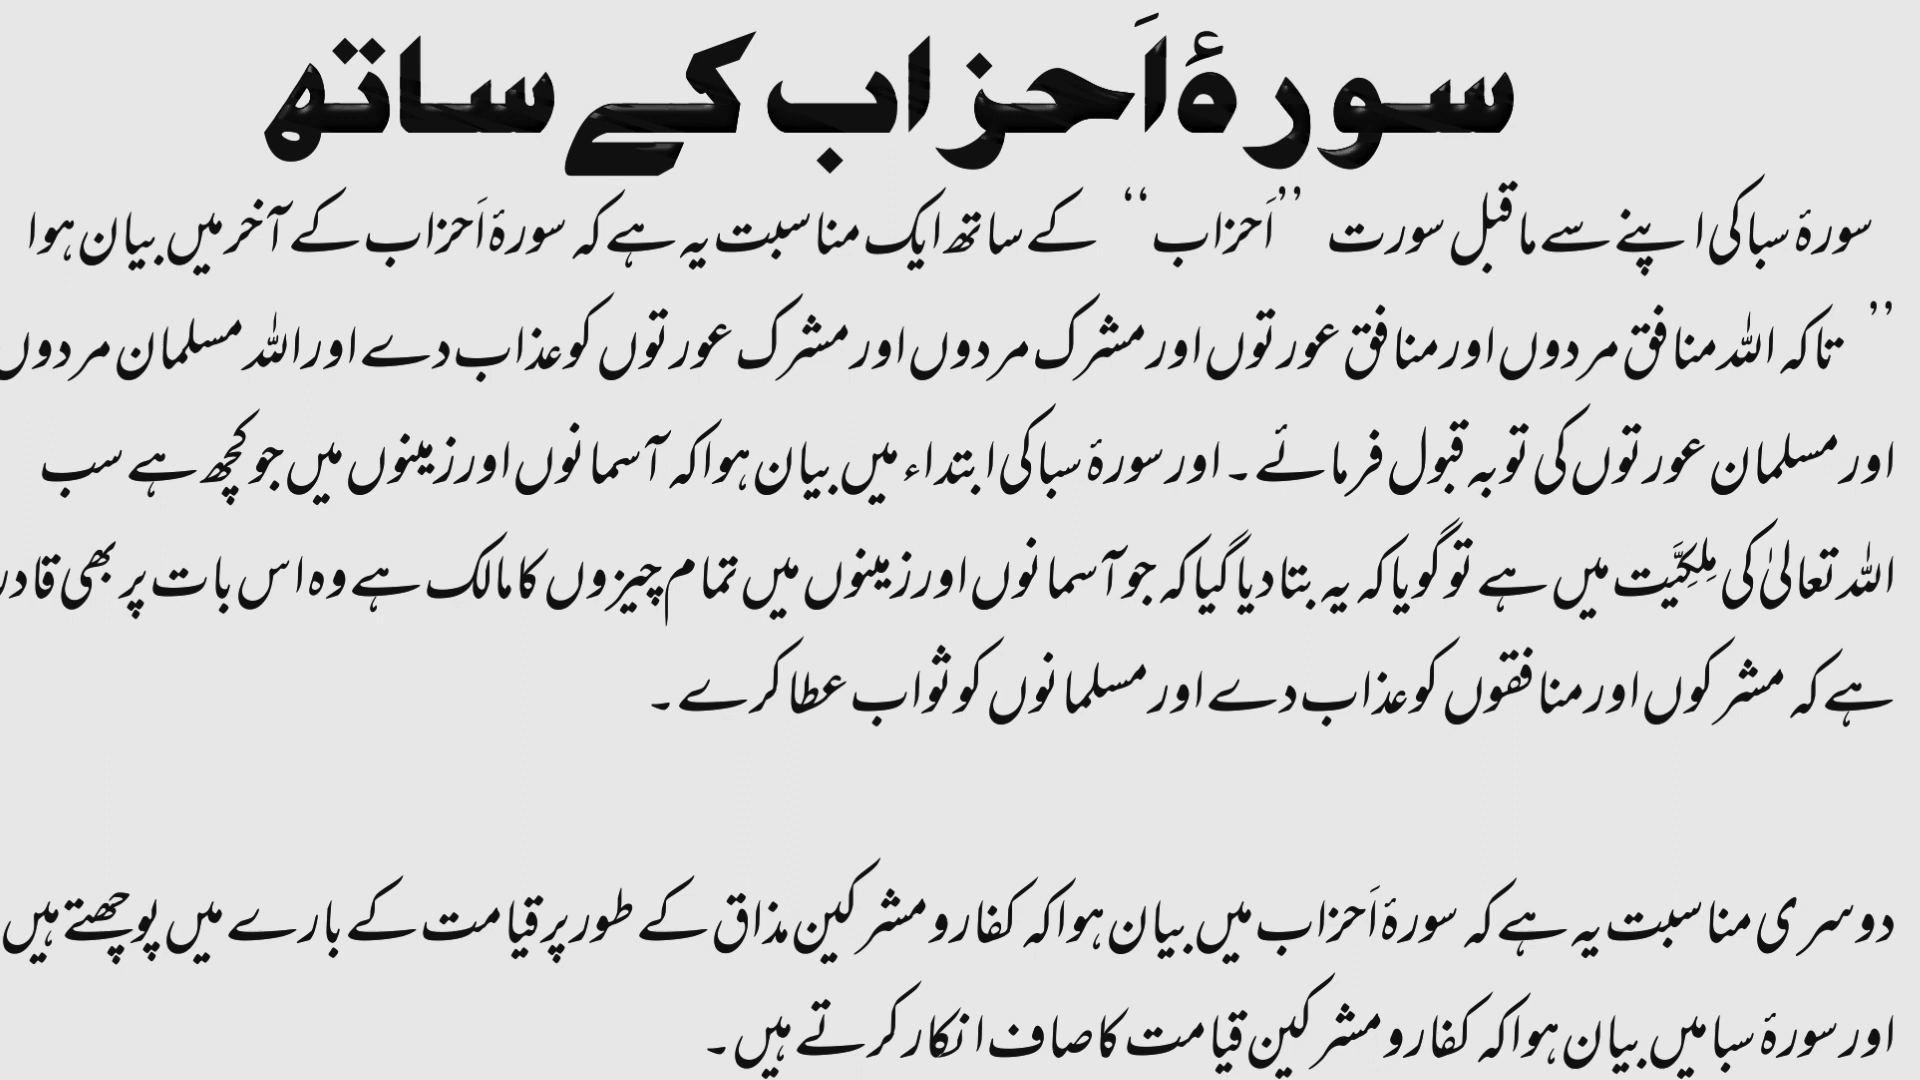 سورۂ اَحزاب کے ساتھ
سورۂ سبا کی اپنے سے ماقبل سورت ’’اَحزاب‘‘ کے ساتھ ایک مناسبت یہ ہے کہ سورۂ اَحزاب کے آخر میں بیان ہوا
’’ تاکہ اللہ منافق مردوں اور منافق عورتوں اور مشرک مردوں اور مشرک عورتوں کو عذاب دے اور اللہ مسلمان مردوں
اور مسلمان عورتوں کی توبہ قبول فرمائے۔ اور سورۂ سبا کی ابتداء میں بیان ہوا کہ آسمانوں اور زمینوں میں جو کچھ ہے سب
اللہ تعالیٰ کی مِلکِیَّت میں ہے تو گویا کہ یہ بتا دیا گیا کہ جو آسمانوں اور زمینوں میں تمام چیزوں کا مالک ہے وہ اس بات پر بھی قادر
ہے کہ مشرکوں اور منافقوں کو عذاب دے اور مسلمانوں کو ثواب عطا کرے۔
دوسری مناسبت یہ ہے کہ سورۂ اَحزاب میں بیان ہوا کہ کفار و مشرکین مذاق کے طور پر قیامت کے بارے میں پوچھتے ہیں
اور سورۂ سبا میں بیان ہوا کہ کفار و مشرکین قیامت کا صاف انکار کرتے ہیں۔